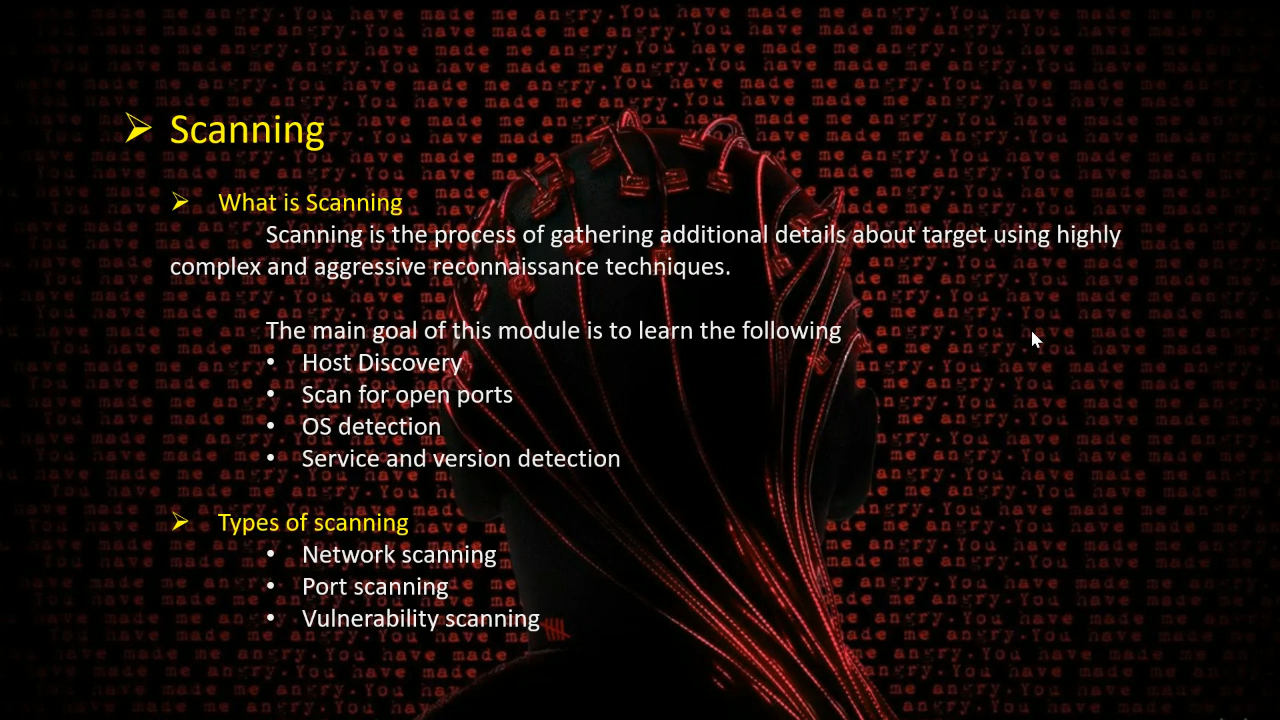 ➢ Scanning
➢ What is Scanning
Scanning is the process of gathering additional details about target using highly
complex and aggressive reconnaissance techniques.
The main goal of this module is to learn the following
• Host Discovery
• Scan for open ports
• OS detection
• Service and version detection
➢ Types of scanning
• Network scanning
• Port scanning
• Vulnerability scanning